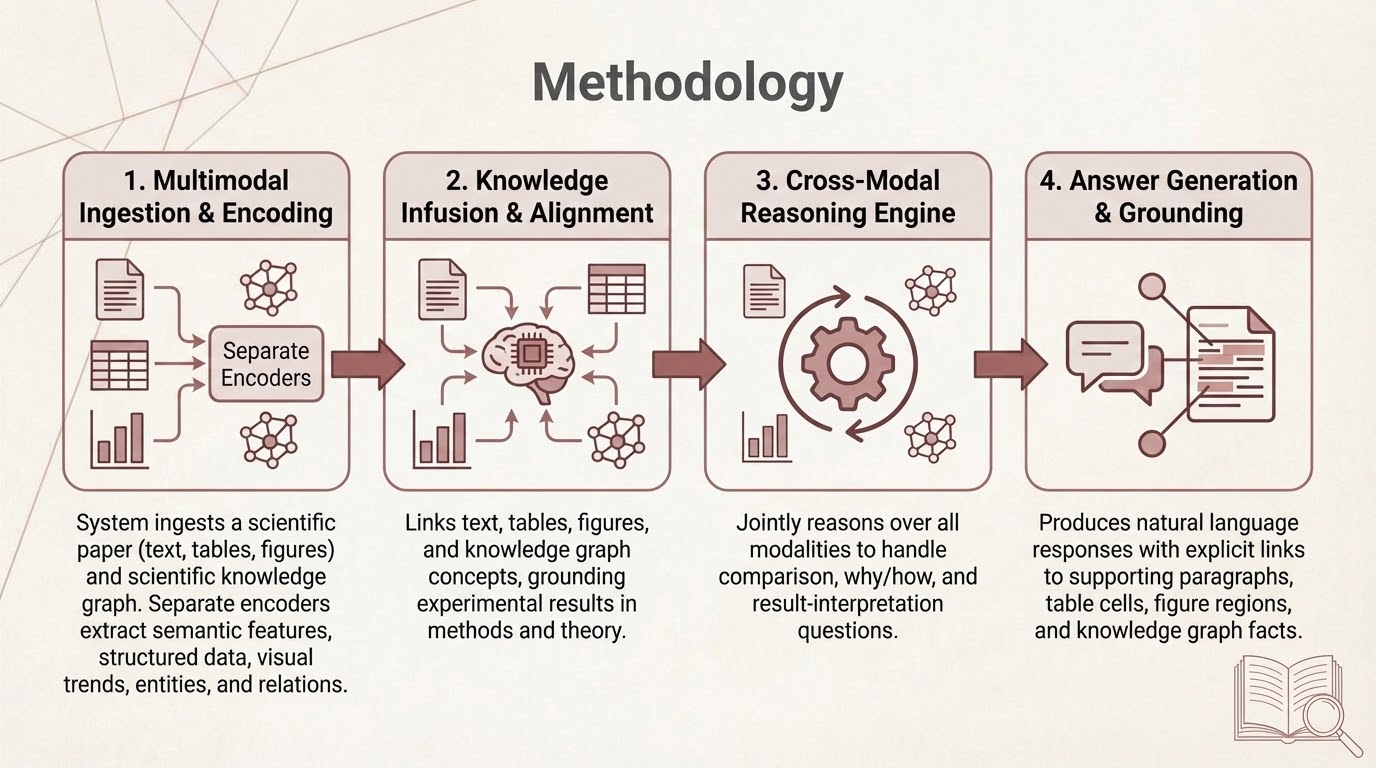 Methodology
1. Multimodal
Ingestion & Encoding
Separate
Encoders
System ingests a scientific
paper (text, tables, figures)
and scientific knowledge
graph. Separate encoders
extract semantic features,
structured data, visual
trends, entities, and relations.
2. Knowledge
Infusion & Alignment
Links text, tables, figures,
and knowledge graph
concepts, grounding
experimental results in
methods and theory.
3. Cross-Modal
Reasoning Engine
Jointly reasons over all
modalities to handle
comparison, why/how, and
result-interpretation
questions.
4. Answer Generation
& Grounding
Produces natural language
responses with explicit links
to supporting paragraphs,
table cells, figure regions,
and knowledge graph facts.